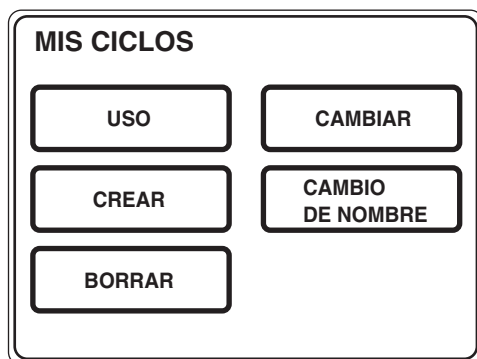 MIS CICLOS
USO
CAMBIAR
CREAR
CAMBIO
DE NOMBRE
BORRAR